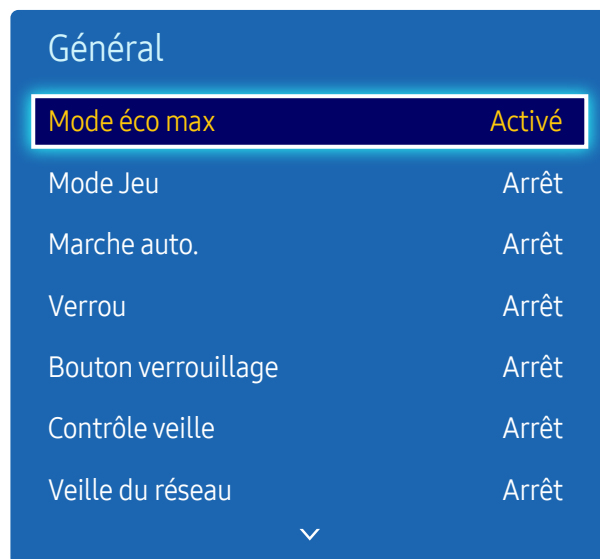 Général
Mode éco max Activé
Mode Jeu Arrêt
Marche auto. Arrêt
Verrou Arrêt
Bouton verrouillage Arrêt
Contrôle veille Arrêt
Veille du réseau Arrêt